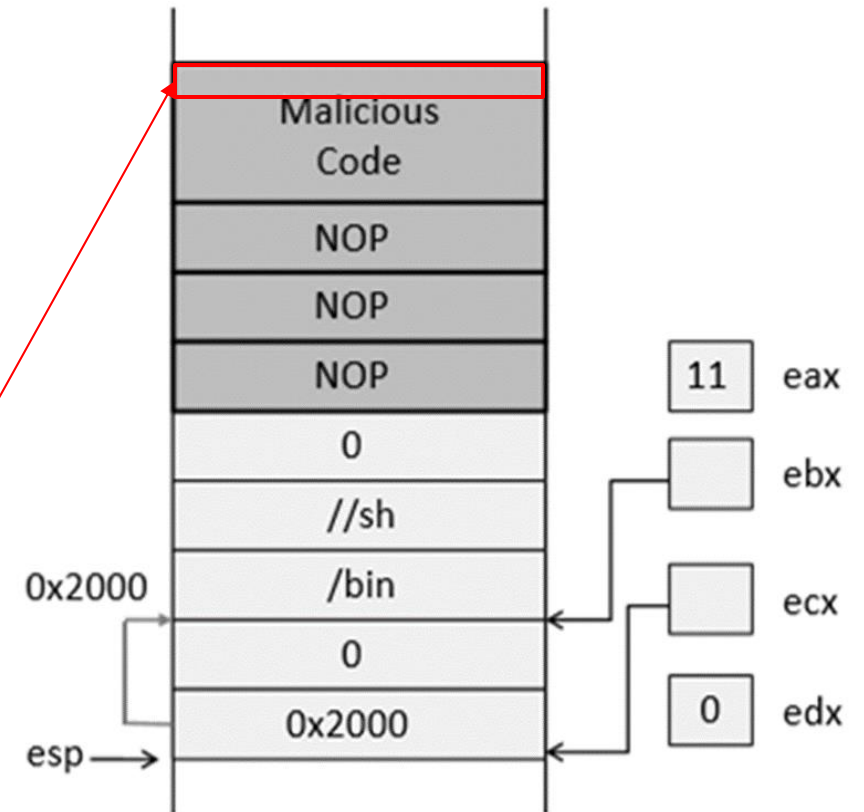 Malicious
Code
NOP
NOP
NOP
11 eax
0
ebx
//sh
0x2000
/bin
ecx
0
0x2000
0 edx
esp